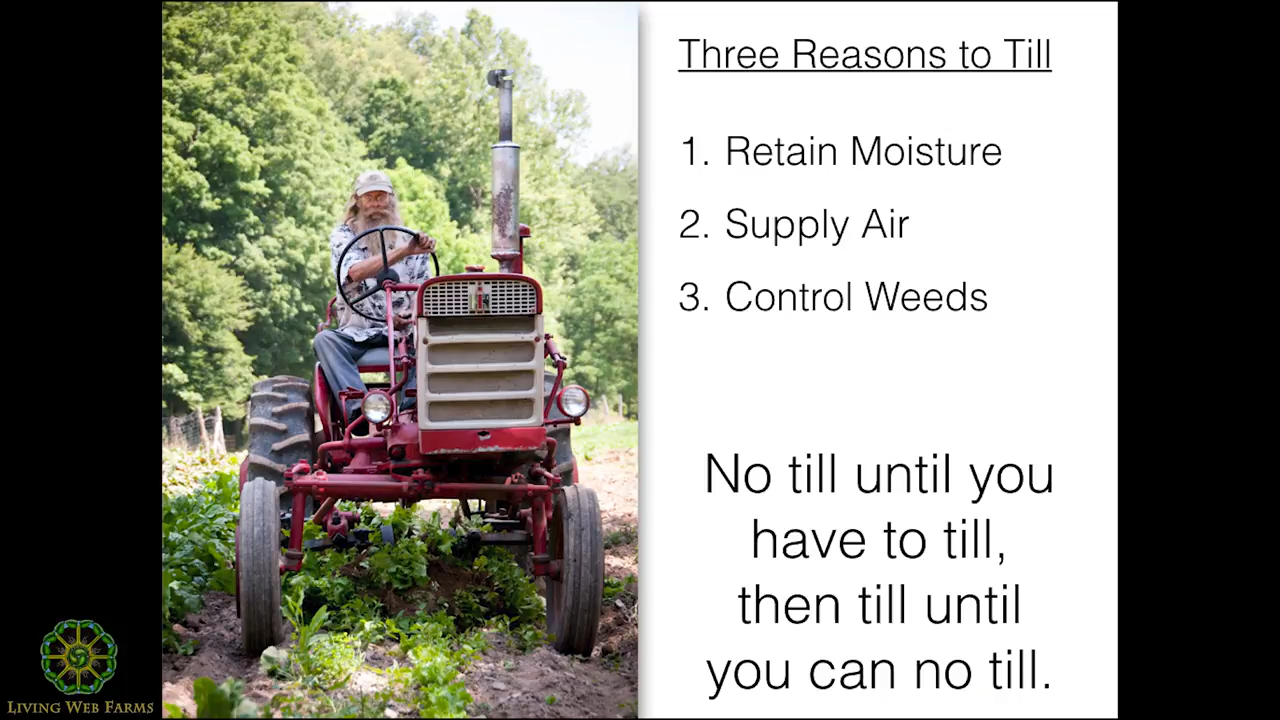 Three Reasons to Till
1. Retain Moisture
2. Supply Air
3. Control Weeds
No till until you
have to till,
then till until
you can no till.
LIVING WEB FARMS